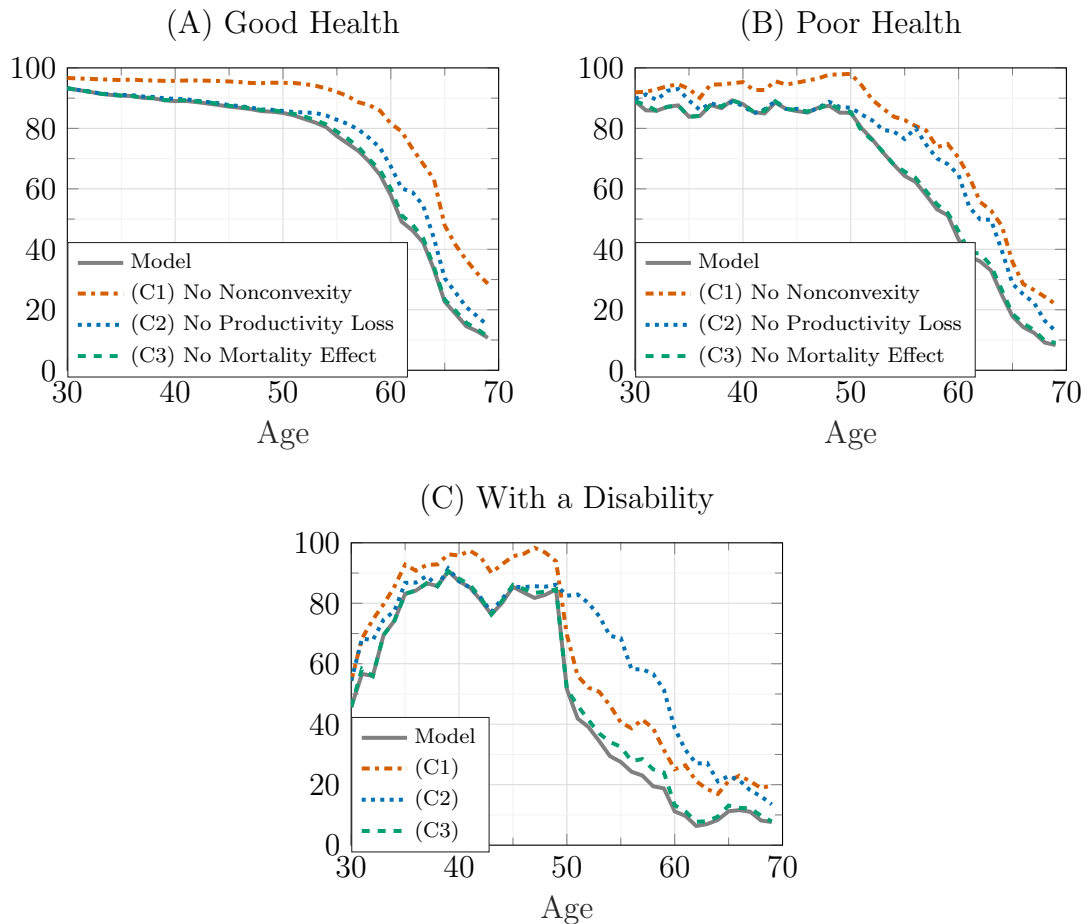 (A) Good Health
100
80
60
40
20
0
Model
(C1) No Nonconvexity
(C2) No Productivity Loss
(C3) No Mortality Effect
30 40 50 60 70
Age
(B) Poor Health
100
80
60
40
20
0
Model
(C1) No Nonconvexity
(C2) No Productivity Loss
(C3) No Mortality Effect
30 40 50 60 70
Age
(C) With a Disability
100
80
60
40
20
0
Model
(C1)
(C2)
(C3)
30 40 50 60 70
Age